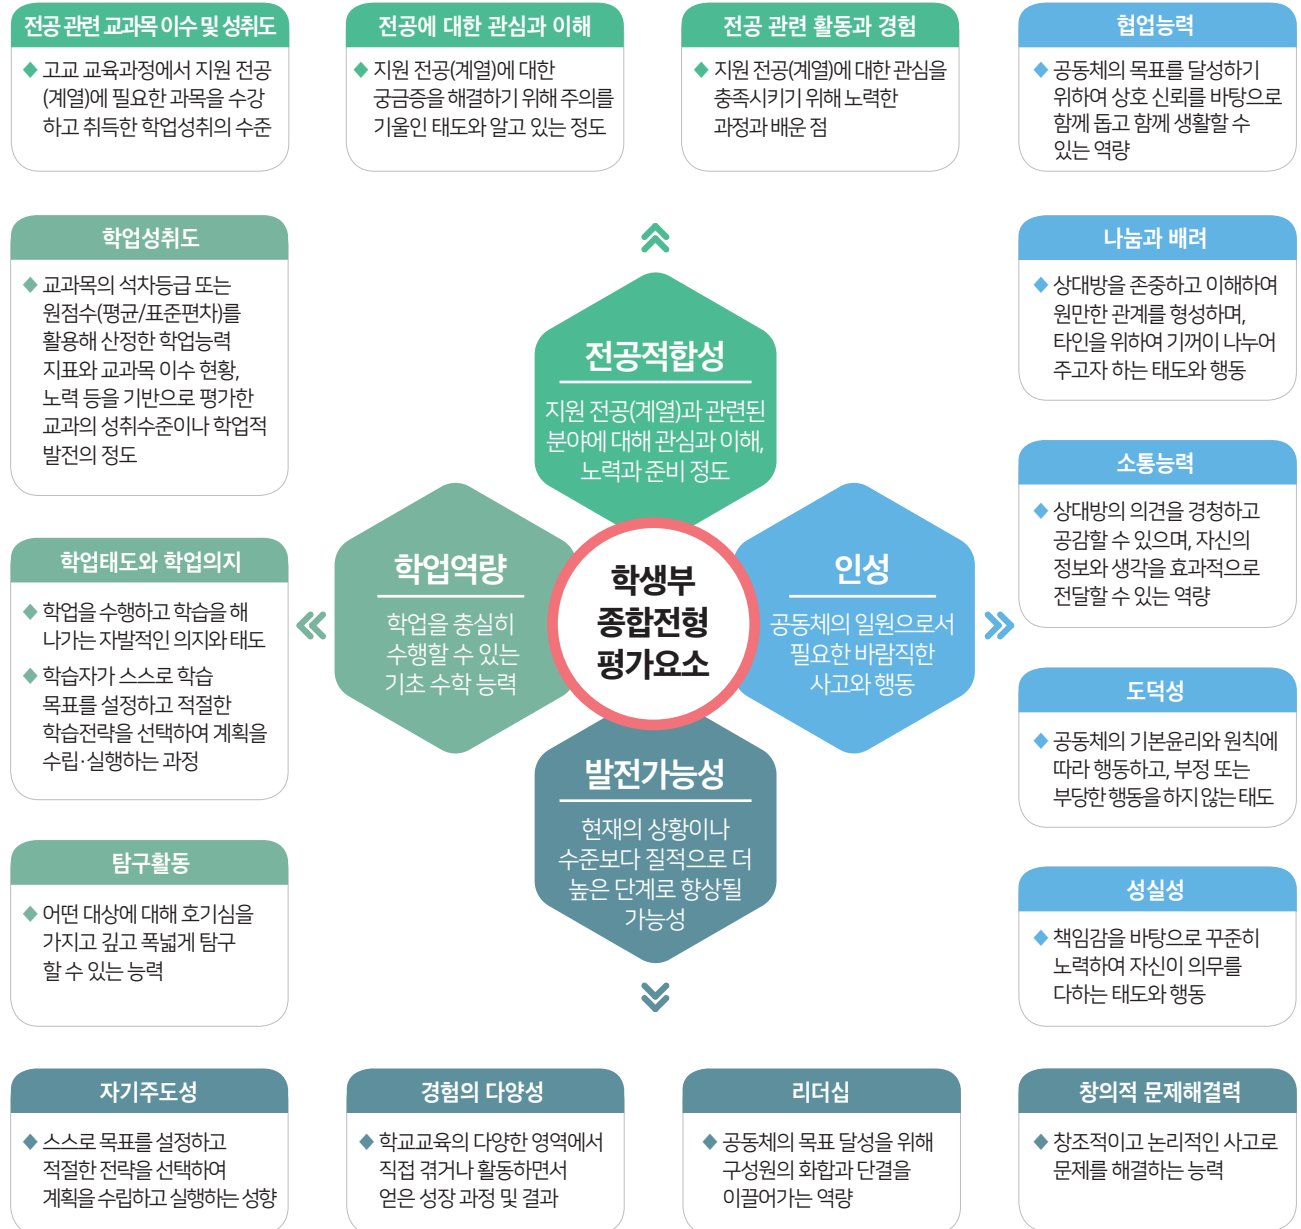 전공 관련 교과목 이수 및 성취도
◆ 고교 교육과정에서 지원 전공
(계열)에 필요한 과목을 수강
하고 취득한 학업성취의 수준
전공에 대한 관심과 이해
◆ 지원 전공(계열)에 대한
궁금증을 해결하기 위해 주의를
기울인 태도와 알고 있는 정도
전공 관련 활동과 경험
◆ 지원 전공(계열)에 대한 관심을
충족시키기 위해 노력한
과정과 배운 점
협업능력
◆ 공동체의 목표를 달성하기
위하여 상호 신뢰를 바탕으로
함께 돕고 함께 생활할 수
있는 역량
학업성취도
◆ 교과목의 석차등급 또는
원점수(평균/표준편차)를
활용해 산정한 학업능력
지표와 교과목 이수 현황,
노력 등을 기반으로 평가한
교과의 성취수준이나 학업적
발전의 정도
학업태도와 학업의지
◆ 학업을 수행하고 학습을 해
나가는 자발적인 의지와 태도
◆ 학습자가 스스로 학습
목표를 설정하고 적절한
학습전략을 선택하여 계획을
수립·실행하는 과정
탐구활동
◆ 어떤 대상에 대해 호기심을
가지고 깊고 폭넓게 탐구
할 수 있는 능력
전공적합성
지원 전공(계열)과 관련된
분야에 대해 관심과 이해,
노력과 준비 정도
학업역량
학업을 충실히
수행할 수 있는
기초 수학 능력
학생부
종합전형
평가요소
인성
공동체의 일원으로서
필요한 바람직한
사고와 행동
발전가능성
현재의 상황이나
수준보다 질적으로 더
높은 단계로 향상될
가능성
나눔과 배려
◆ 상대방을 존중하고 이해하여
원만한 관계를 형성하며,
타인을 위하여 기꺼이 나누어
주고자 하는 태도와 행동
소통능력
◆ 상대방의 의견을 경청하고
공감할 수 있으며, 자신의
정보와 생각을 효과적으로
전달할 수 있는 역량
도덕성
◆ 공동체의 기본윤리와 원칙에
따라 행동하고, 부정 또는
부당한 행동을 하지 않는 태도
성실성
◆ 책임감을 바탕으로 꾸준히
노력하여 자신이 의무를
다하는 태도와 행동
자기주도성
◆ 스스로 목표를 설정하고
적절한 전략을 선택하여
계획을 수립하고 실행하는 성향
경험의 다양성
◆ 학교교육의 다양한 영역에서
직접 겪거나 활동하면서
얻은 성장 과정 및 결과
리더십
◆ 공동체의 목표 달성을 위해
구성원의 화합과 단결을
이끌어가는 역량
창의적 문제해결력
◆ 창조적이고 논리적인 사고로
문제를 해결하는 능력